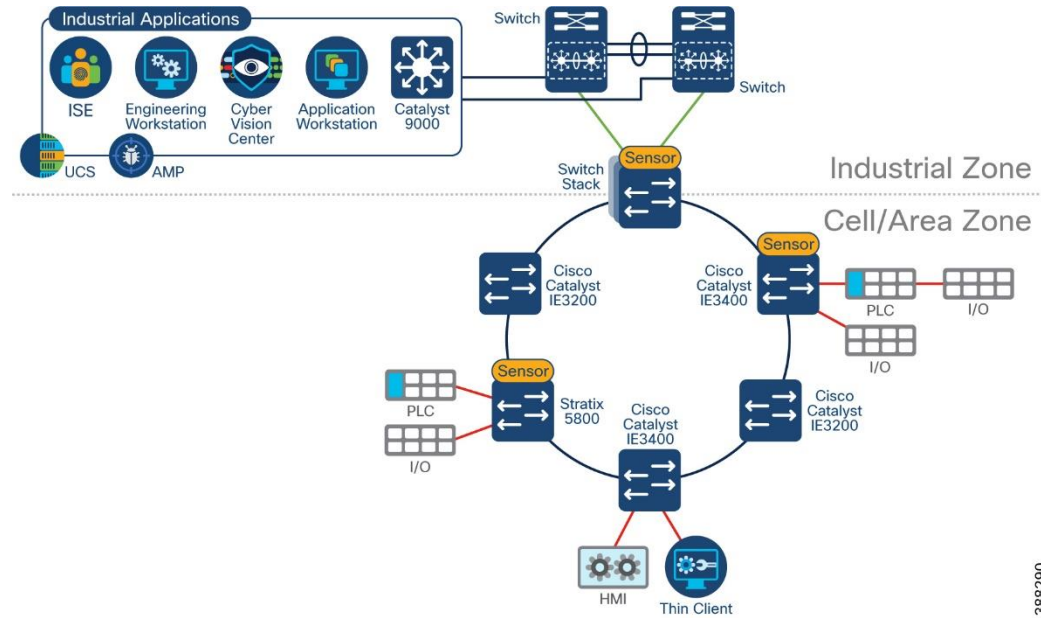 Industrial Applications
ISE
Engineering
Workstation
Cyber
Vision
Center
Application
Workstation
Catalyst
9000
UCS
AMP
Switch
Switch
Sensor
Switch
Stack
Industrial Zone
Cell/Area Zone
Cisco
Catalyst
IE3200
Sensor
Cisco
Catalyst
IE3400
PLC
I/O
I/O
Sensor
PLC
I/O
Stratix
5800
Cisco
Catalyst
IE3400
Cisco
Catalyst
IE3200
HMI
Thin Client
388290